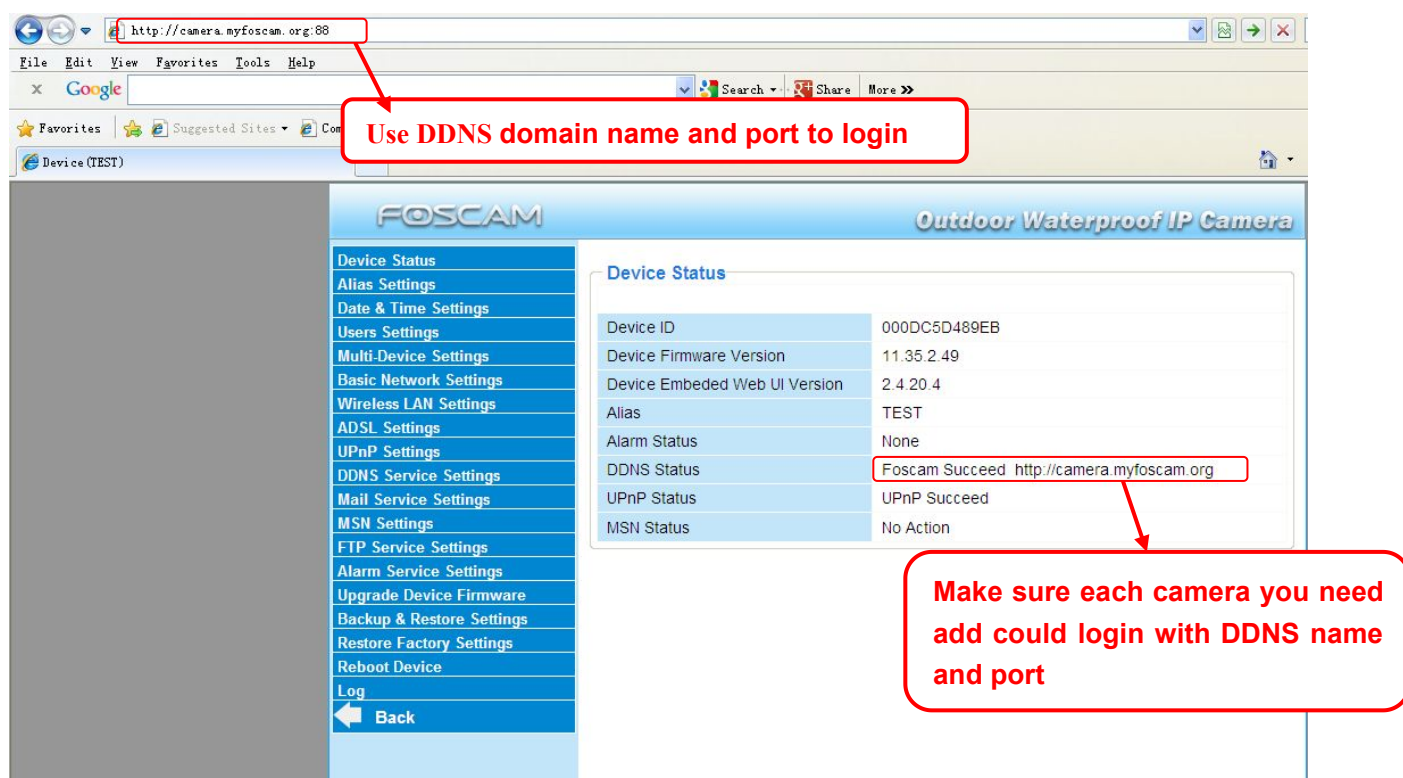 http://camera.myfoscam.org:88
File Edit View Favorites Tools Help
x Google Search Share More »
Favorites Suggested Sites Com
Use DDNS domain name and port to login
Device(TEST)
FOSCAM
Outdoor Waterproof IP Camera
Device Status
Alias Settings
Date & Time Settings
Users Settings
Multi-Device Settings
Basic Network Settings
Wireless LAN Settings
ADSL Settings
UPnP Settings
DDNS Service Settings
Mail Service Settings
MSN Settings
FTP Service Settings
Alarm Service Settings
Upgrade Device Firmware
Backup & Restore Settings
Restore Factory Settings
Reboot Device
Log
Back
Device Status
Device ID 000DC5D489EB
Device Firmware Version 11.35.2.49
Device Embeded Web UI Version 2.4.20.4
Alias TEST
Alarm Status None
DDNS Status Foscam Succeed http://camera.myfoscam.org
UPnP Status UPnP Succeed
MSN Status No Action
Make sure each camera you need
add could login with DDNS name
and port